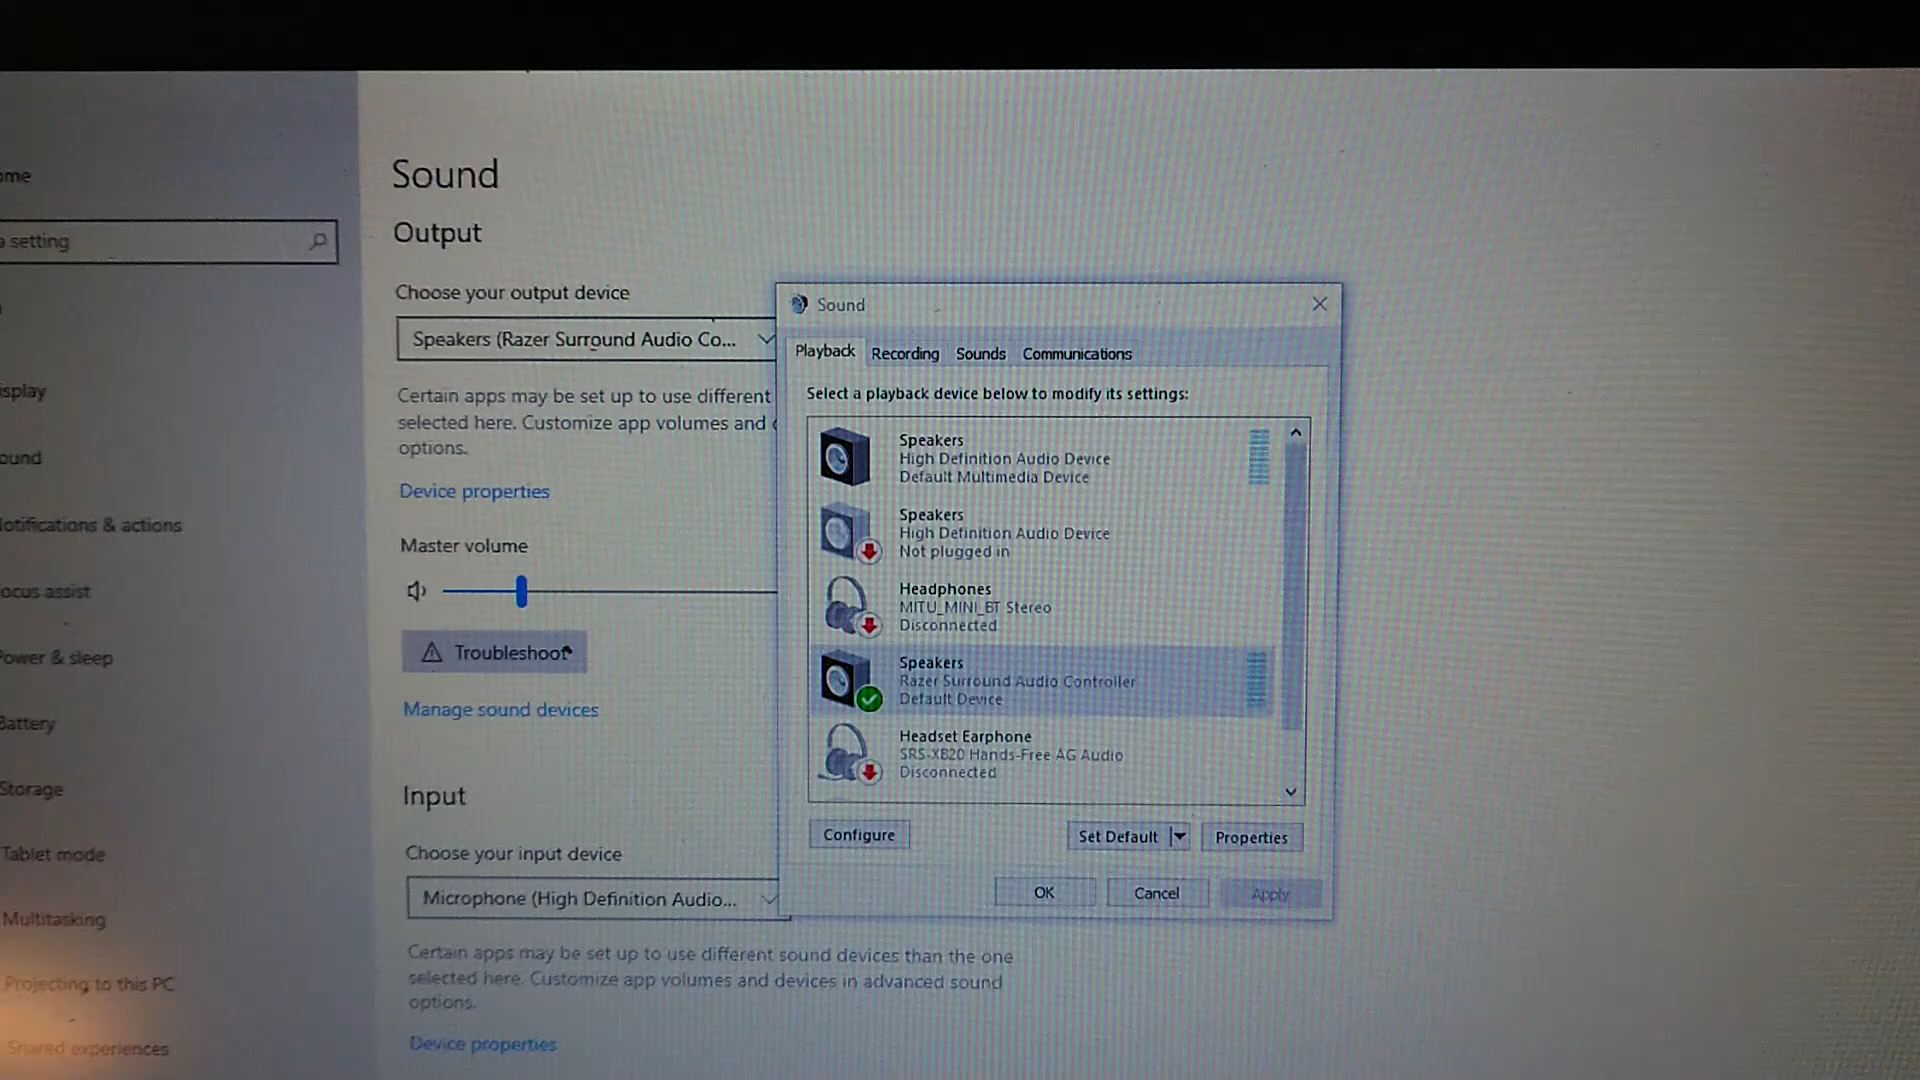 ome
a setting
isplay
ound
lotifications & actions
ocus assist
Power & sleep
Battery
Storage
Tablet mode
Multitasking
Projecting to this PC
Shared experiences
Sound
Output
Choose your output device
Speakers (Razer Surround Audio Co...
Certain apps may be set up to use different
selected here. Customize app volumes and
options.
Device properties
Master volume
Troubleshoot
Manage sound devices
Input
Choose your input device
Microphone (High Definition Audio...
Certain apps may be set up to use different sound devices than the one
selected here. Customize app volumes and devices in advanced sound
options.
Device properties
Sound
Playback Recording Sounds Communications
Select a playback device below to modify its settings:
Speakers
High Definition Audio Device
Default Multimedia Device
Speakers
High Definition Audio Device
Not plugged in
Headphones
MITU_MINI_BT Stereo
Disconnected
Speakers
Razer Surround Audio Controller
Default Device
Headset Earphone
SRS-XB20 Hands-Free AG Audio
Disconnected
Configure Set Default Properties
OK Cancel Apply